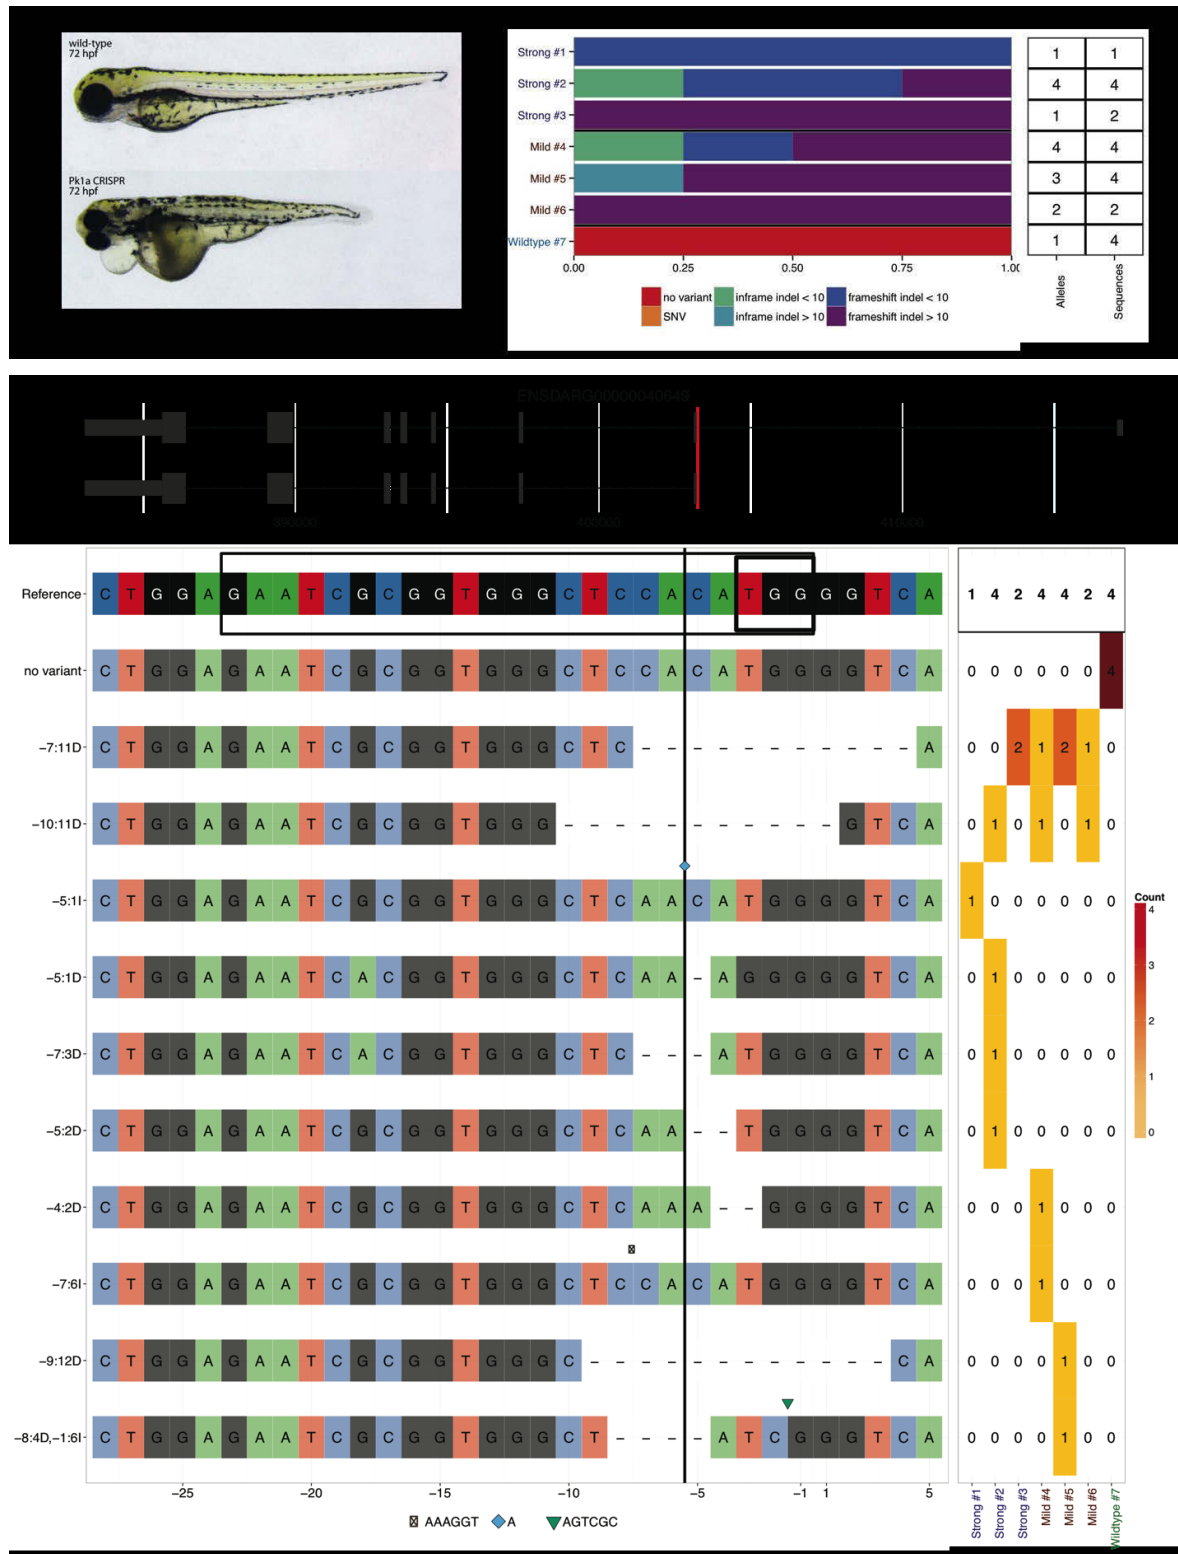 wild-type
72 hpf
Pk1a CRISPR
72 hpf
Strong #1
1 1
Strong #2
4 4
Strong #3
1 2
Mild #4
4 4
Mild #5
3 4
Mild #6
2 2
Wildtype #7
1 4
0.00 0.25 0.50 0.75 1.0
Alleles
Sequences
no variant inframe indel < 10 frameshift indel < 10
SNV inframe indel > 10 frameshift indel > 10
ENSDARG00000040649
390000 400000 410000
Reference C T G G A G A A T C G C G G T G G G C T C C A C A T G G G G T C A 1 4 2 4 4 2 4
no variant C T G G A G A A T C G C G G T G G G C T C C A C A T G G G G T C A 0 0 0 0 0 0 4
−7:11D C T G G A G A A T C G C G G T G G G C T C − − − − − − − − − − − A 0 0 2 1 2 1 0
−10:11D C T G G A G A A T C G C G G T G G G − − − − − − − − − − − G T C A 0 1 0 1 0 1 0
−5:1I C T G G A G A A T C G C G G T G G G C T C A A C A T G G G G T C A 1 0 0 0 0 0 0
−5:1D C T G G A G A A T C A C G G T G G G C T C A A − A G G G G G T C A 0 1 0 0 0 0 0
−7:3D C T G G A G A A T C A C G G T G G G C T C − − − A T G G G G T C A 0 1 0 0 0 0 0
−5:2D C T G G A G A A T C G C G G T G G G C T C A A − − T G G G G T C A 0 1 0 0 0 0 0
−4:2D C T G G A G A A T C G C G G T G G G C T C A A A − − G G G G T C A 0 0 0 1 0 0 0
−7:6I C T G G A G A A T C G C G G T G G G C T C C A C A T G G G G T C A 0 0 0 1 0 0 0
−9:12D C T G G A G A A T C G C G G T G G G C − − − − − − − − − − − − C A 0 0 0 0 1 0 0
−8:4D,−1:6I C T G G A G A A T C G C G G T G G G C T − − − − A T C G G G T C A 0 0 0 0 1 0 0
−25 −20 −15 −10 −5 −1 1 5
AAAGGT A AGTCGC
Count
4
3
2
1
0
Strong #1
Strong #2
Strong #3
Mild #4
Mild #5
Mild #6
Wildtype #7